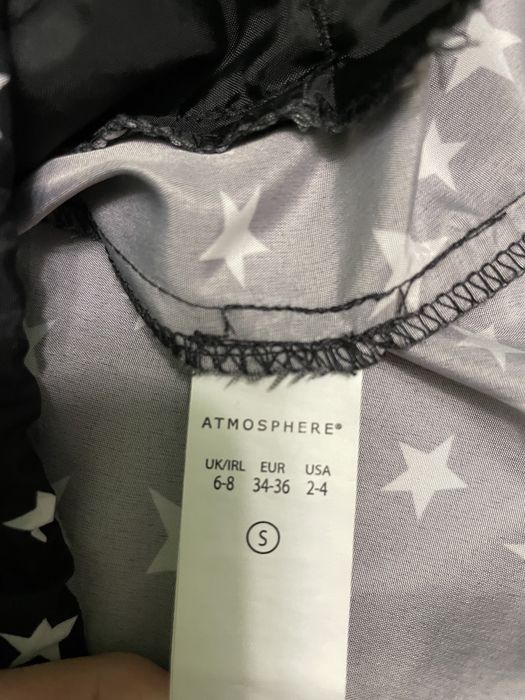 ATMOSPHERE®
UK/IRL EUR USA
6-8 34-36 2-4
S